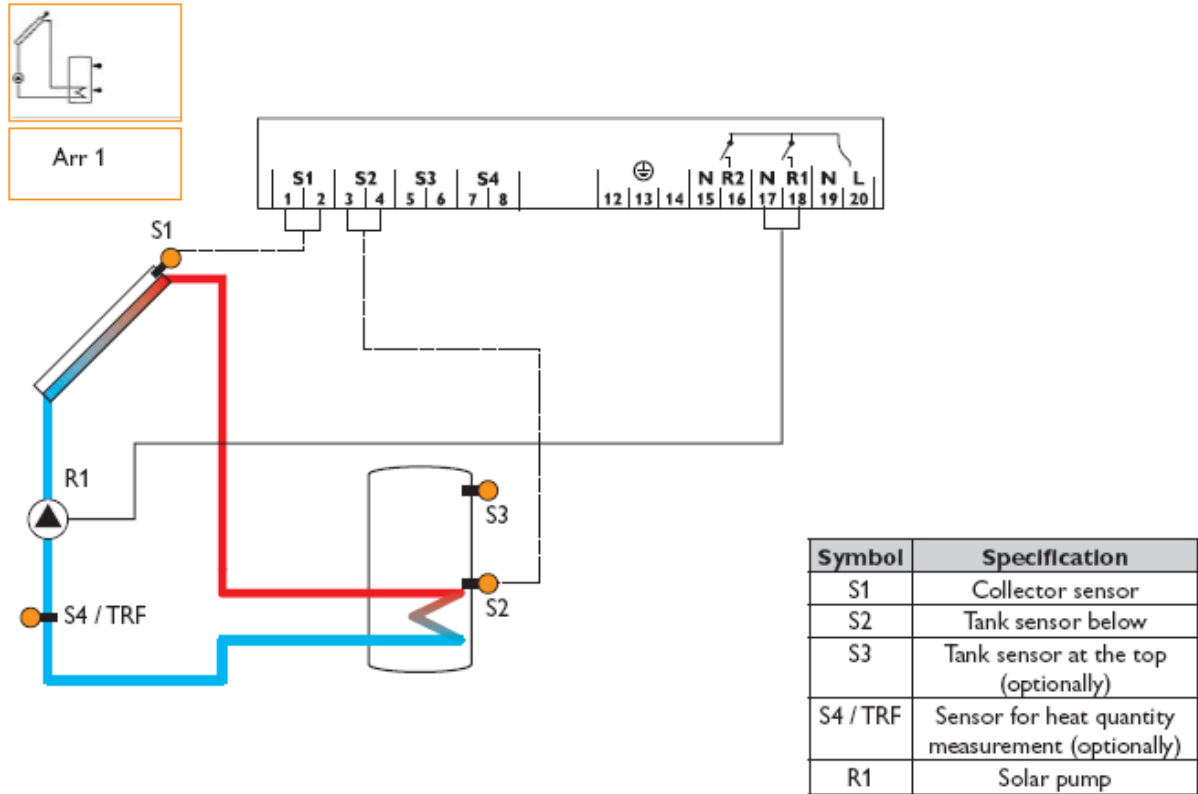 Arr 1
S1 S2 S3 S4 N R2 N R1 N L
1 2 3 4 5 6 7 8 12 13 14 15 16 17 18 19 20
S1
R1
S3
S4 / TRF
S2
Symbol Specification
S1 Collector sensor
S2 Tank sensor below
S3 Tank sensor at the top
(optionally)
S4 / TRF Sensor for heat quantity
measurement (optionally)
R1 Solar pump